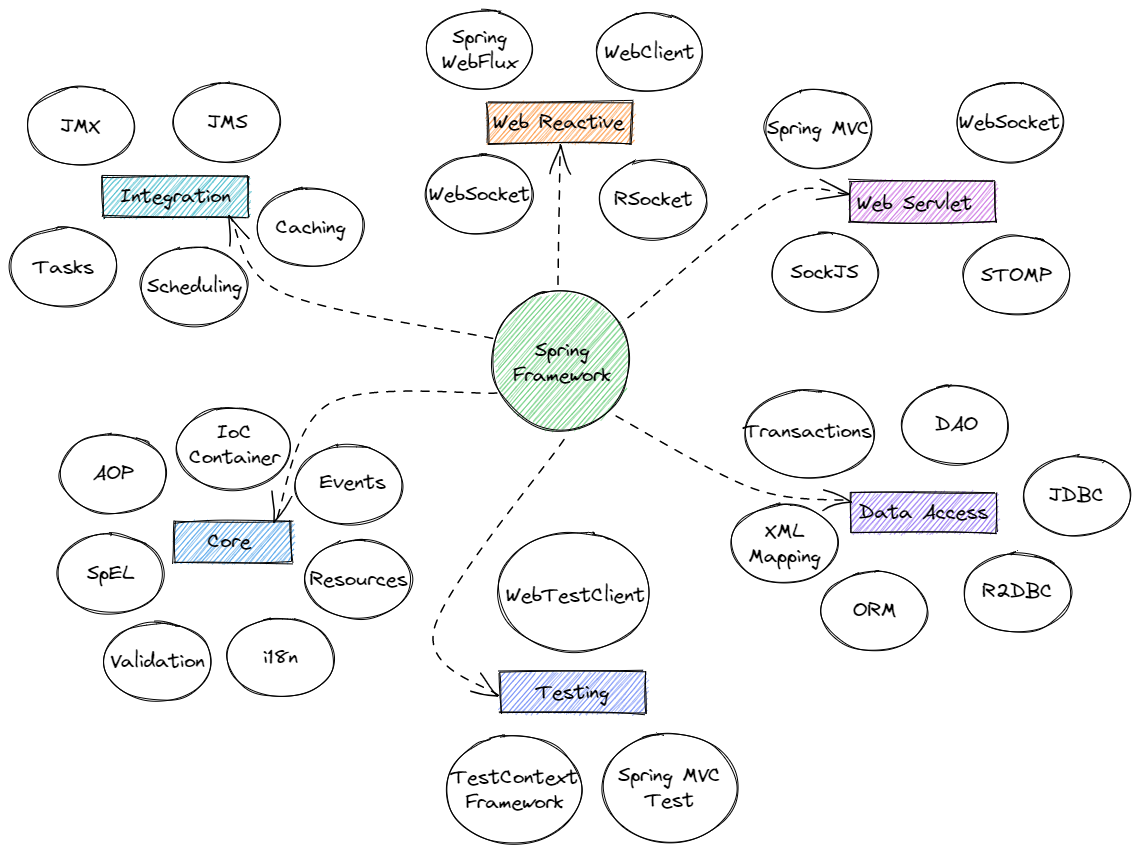 Spring
WebFlux
WebClient
Web Reactive
WebSocket
RSocket
JMX
JMS
Integration
Caching
Tasks
Scheduling
Spring MVC
WebSocket
Web Servlet
SockJS
STOMP
Spring
Framework
IoC
Container
AOP
Events
Core
SpEL
Resources
Validation
i18n
Transactions
DAO
JDBC
Data Access
XML
Mapping
R2DBC
ORM
WebTestClient
Testing
TestContext
Framework
Spring MVC
Test